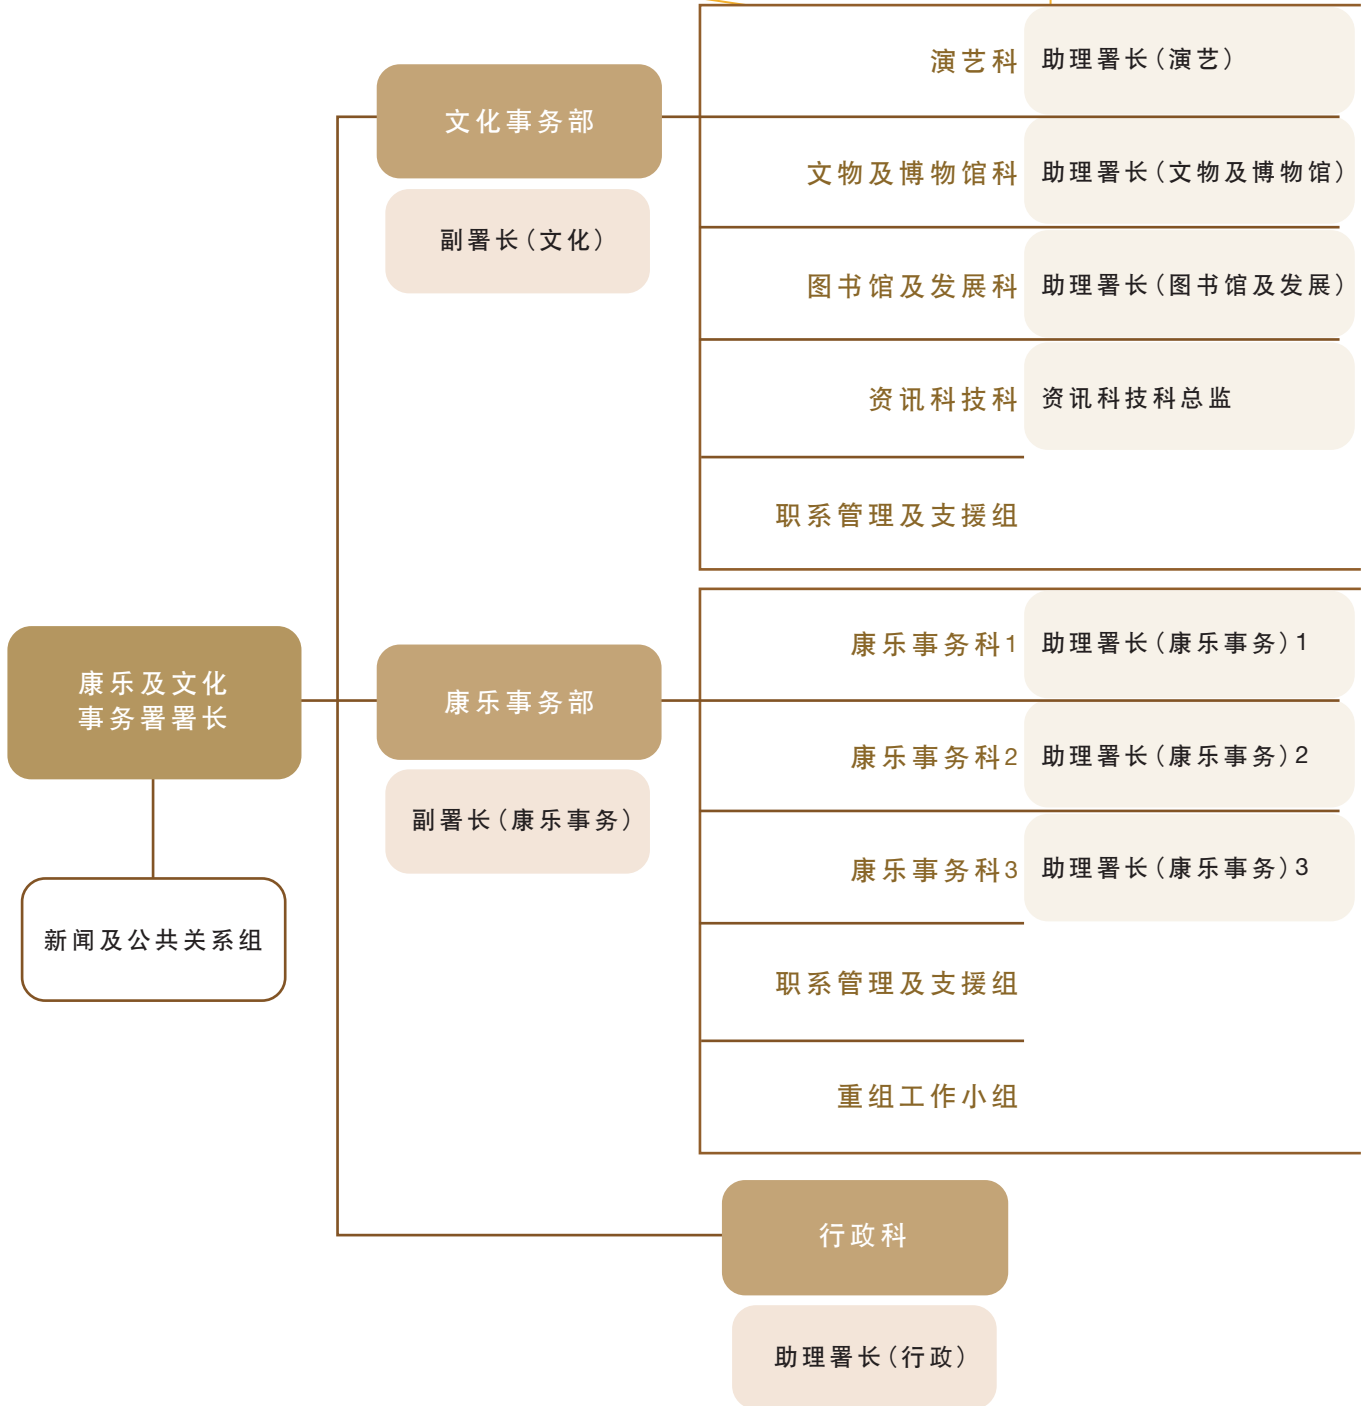 演艺科
助理署长（演艺）
文化事务部
文物及博物馆科
助理署长（文物及博物馆）
副署长（文化）
图书馆及发展科
助理署长（图书馆及发展）
资讯科技科
资讯科技科总监
职系管理及支援组
康乐及文化
事务署署长
新闻及公共关系组
康乐事务部
副署长（康乐事务）
康乐事务科1
助理署长（康乐事务）1
康乐事务科2
助理署长（康乐事务）2
康乐事务科3
助理署长（康乐事务）3
职系管理及支援组
重组工作小组
行政科
助理署长（行政）